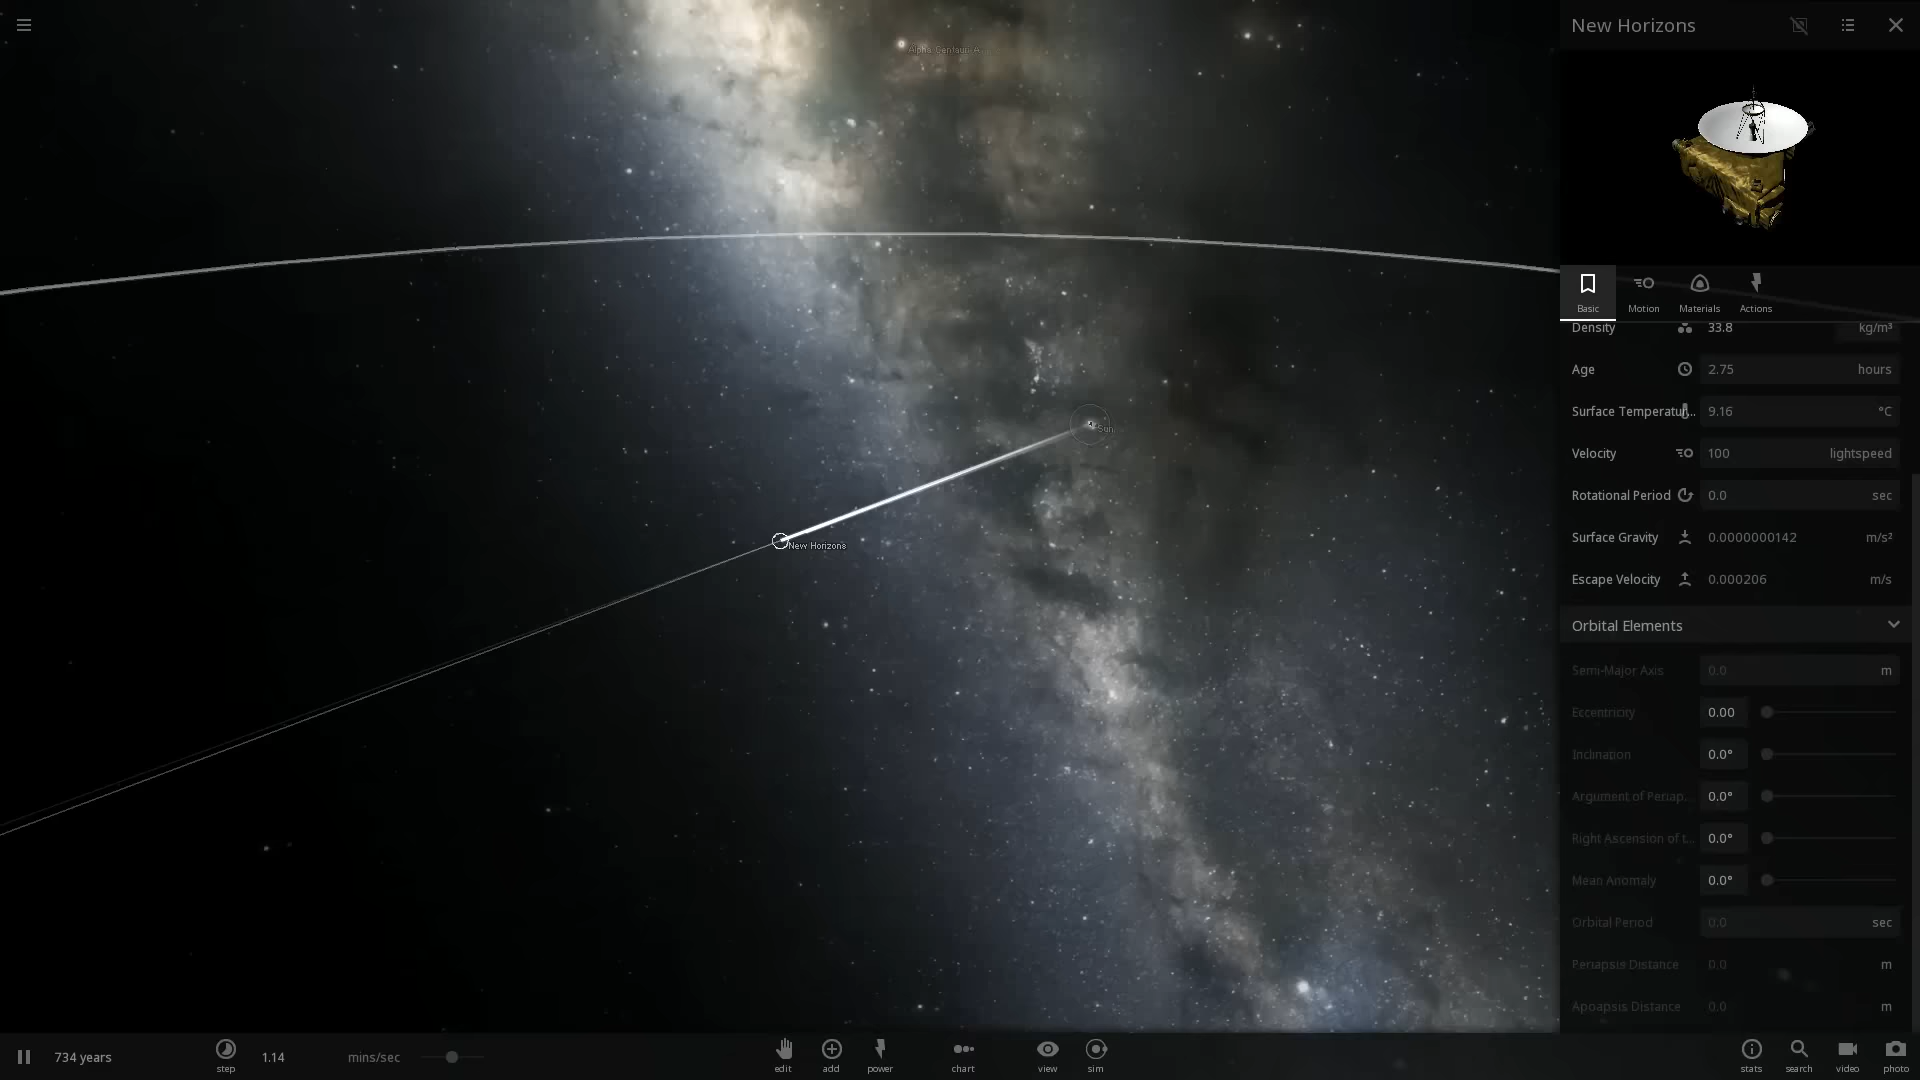 New Horizons
Alpha Centauri A
Sun
New Horizons
Basic
Motion
Materials
Actions
Density 33.8 kg/m³
Age 2.75 hours
Surface Temperatur... 9.16 °C
Velocity 100 lightspeed
Rotational Period 0.0 sec
Surface Gravity 0.0000000142 m/s²
Escape Velocity 0.000206 m/s
Orbital Elements
Semi-Major Axis 0.0 m
Eccentricity 0.00
Inclination 0.0°
Argument of Periap... 0.0°
Right Ascension of t... 0.0°
Mean Anomaly 0.0°
Orbital Period 0.0 sec
Periapsis Distance 0.0 m
Apoapsis Distance 0.0 m
734 years
step
1.14 mins/sec
edit
add
power
chart
view
sim
stats
search
video
photo